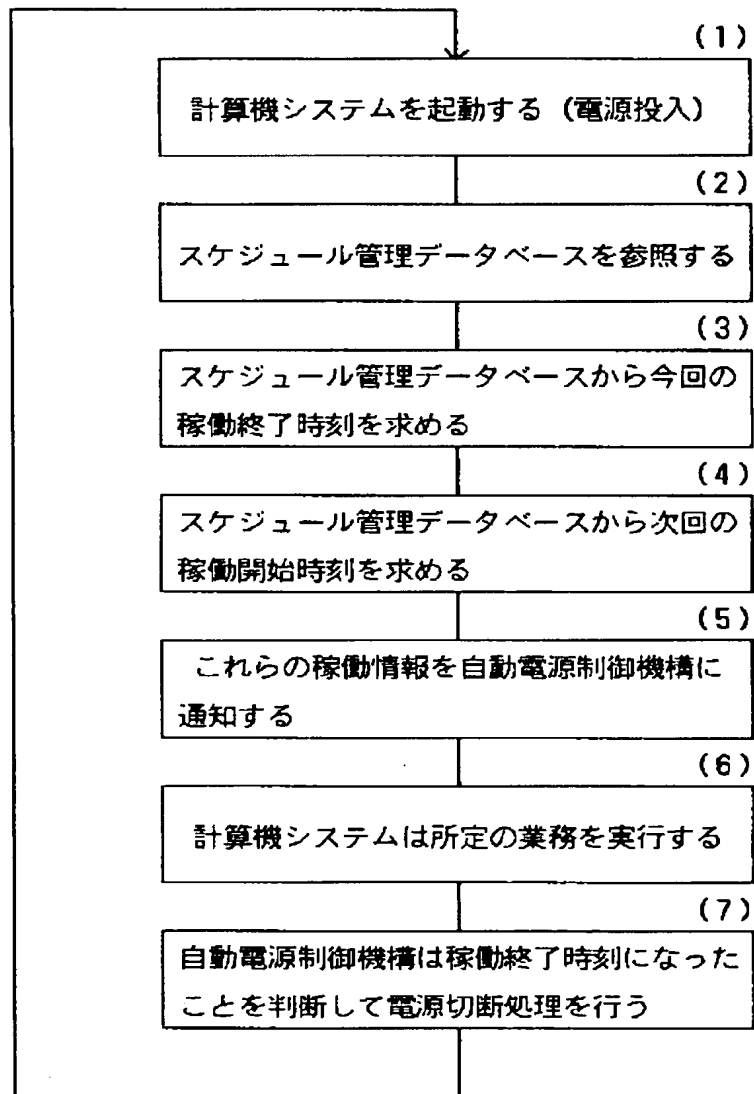 (1)
計算機システムを起動する（電源投入）
(2)
スケジュール管理データベースを参照する
(3)
スケジュール管理データベースから今回の
稼働終了時刻を求める
(4)
スケジュール管理データベースから次回の
稼働開始時刻を求める
(5)
これらの稼働情報を自動電源制御機構に
通知する
(6)
計算機システムは所定の業務を実行する
(7)
自動電源制御機構は稼働終了時刻になった
ことを判断して電源切断処理を行う